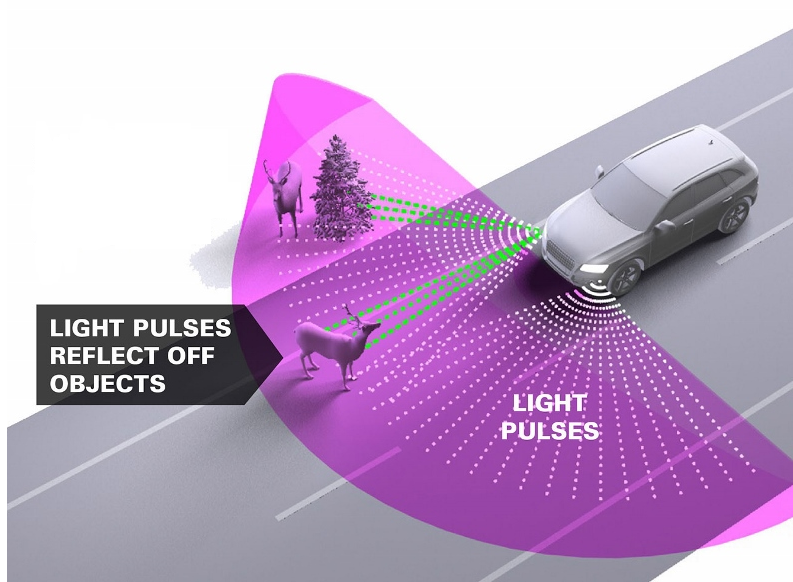 LIGHT PULSES
REFLECT OFF
OBJECTS
LIGHT
PULSES